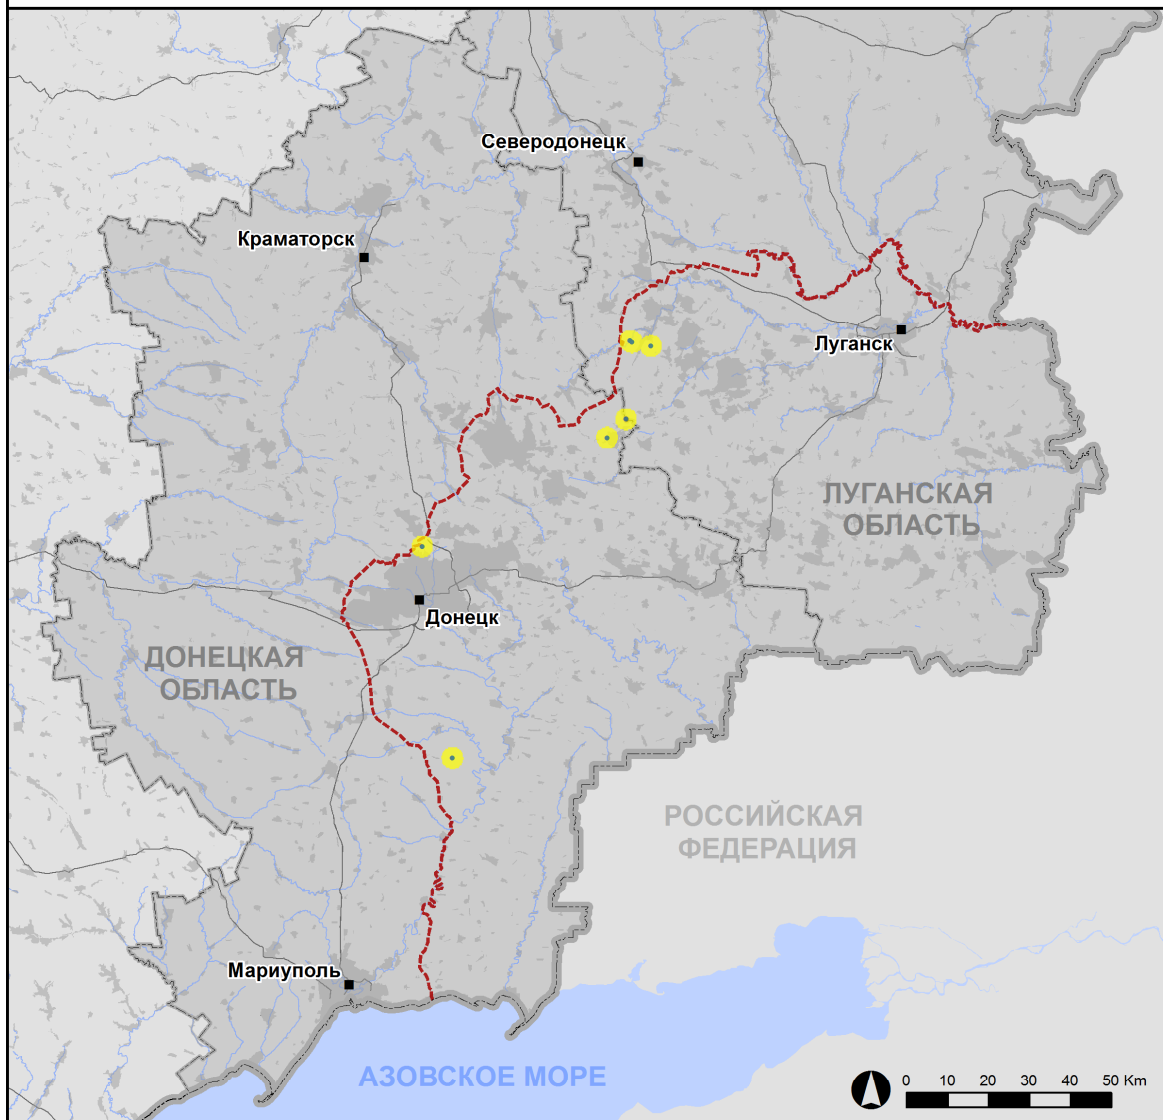 Северодонецк
Краматорск
Луганск
ЛУГАНСКАЯ
ОБЛАСТЬ
Донецк
ДОНЕЦКАЯ
ОБЛАСТЬ
РОССИЙСКАЯ
ФЕДЕРАЦИЯ
Мариуполь
АЗОВСКОЕ МОРЕ
0 10 20 30 40 50 Km